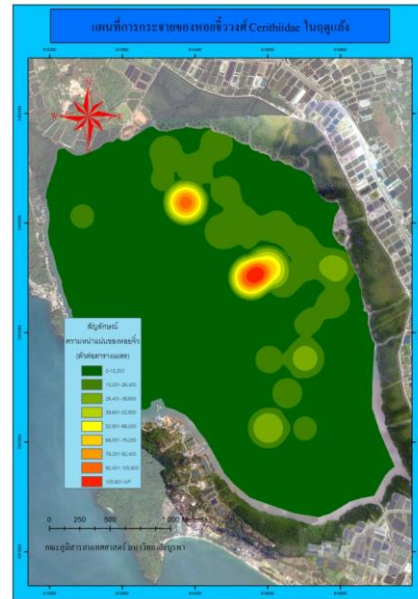 แผนที่การกระจายของหอยจิ๋ววงศ์ Cerithiidae ในฤดูแล้ง
N
W
E
S
สัญลักษณ์
ความหนาแน่นของหอยจิ๋ว
(ตัวต่อตารางเมตร)
0-13,200
13,201-26,400
26,401-39,600
39,601-52,800
52,801-66,000
66,001-79,200
79,201-92,400
92,401-105,600
105,601-UP
0 250 500 1,000 Meters
คณะภูมิสารสนเทศศาสตร์ มหาวิทยาลัยบูรพา